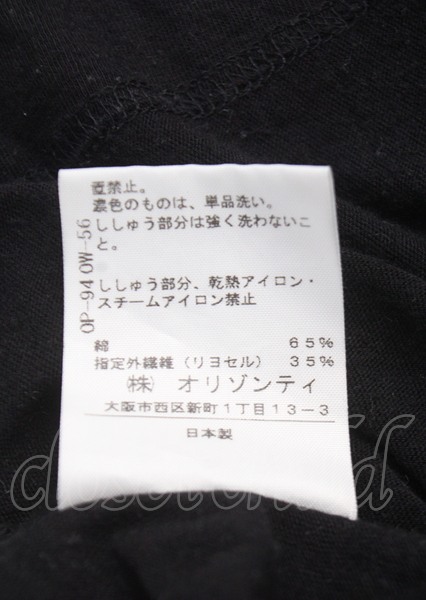 置禁止。
濃色のものは、単品洗い。
ししゅう部分は強く洗わないこ
と。
ししゅう部分、乾熱アイロン・
スチームアイロン禁止
綿 65%
指定外繊維(リヨセル) 35%
(株) オリゾンティ
大阪市西区新町1丁目13-3
日本製
OP-940W-56
closetchild